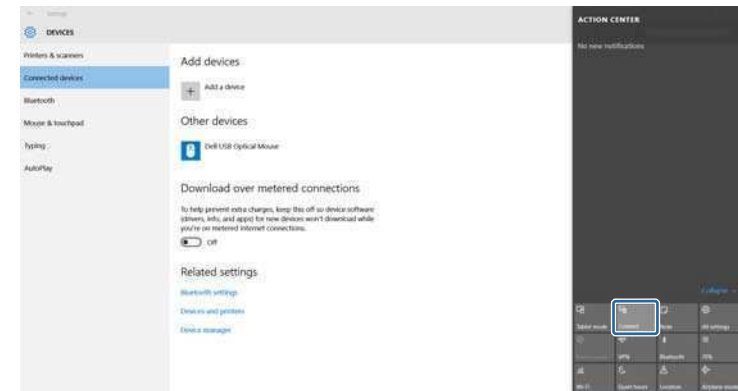 Settings
DEVICES
Printers & scanners
Connected devices
Bluetooth
Mouse & touchpad
Typing
AutoPlay
Add devices
Add a device
Other devices
Dell USB Optical Mouse
Download over metered connections
To help prevent extra charges, keep this off so device software
(drivers, info, and apps) for new devices won't download while
you're on metered internet connections.
Off
Related settings
Bluetooth settings
Devices and printers
Device manager
ACTION CENTER
No new notifications
Collapse
Tablet mode
Connect
Note
All settings
VPN
Bluetooth
70%
Wi-Fi
Quiet hours
Location
Airplane mode